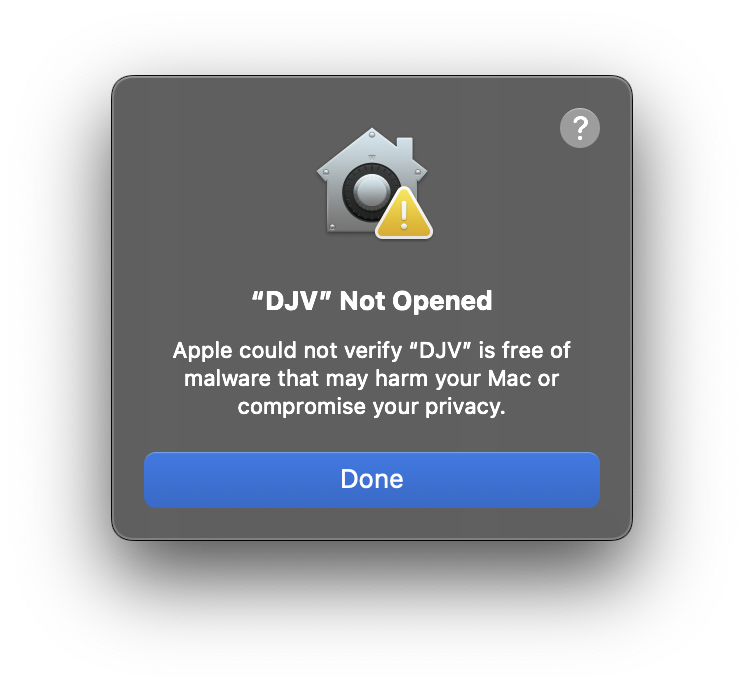 ?
“DJV” Not Opened
Apple could not verify “DJV” is free of
malware that may harm your Mac or
compromise your privacy.
Done